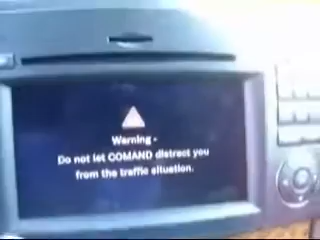 Warning -
Do not let COMAND distract you
from the traffic situation.